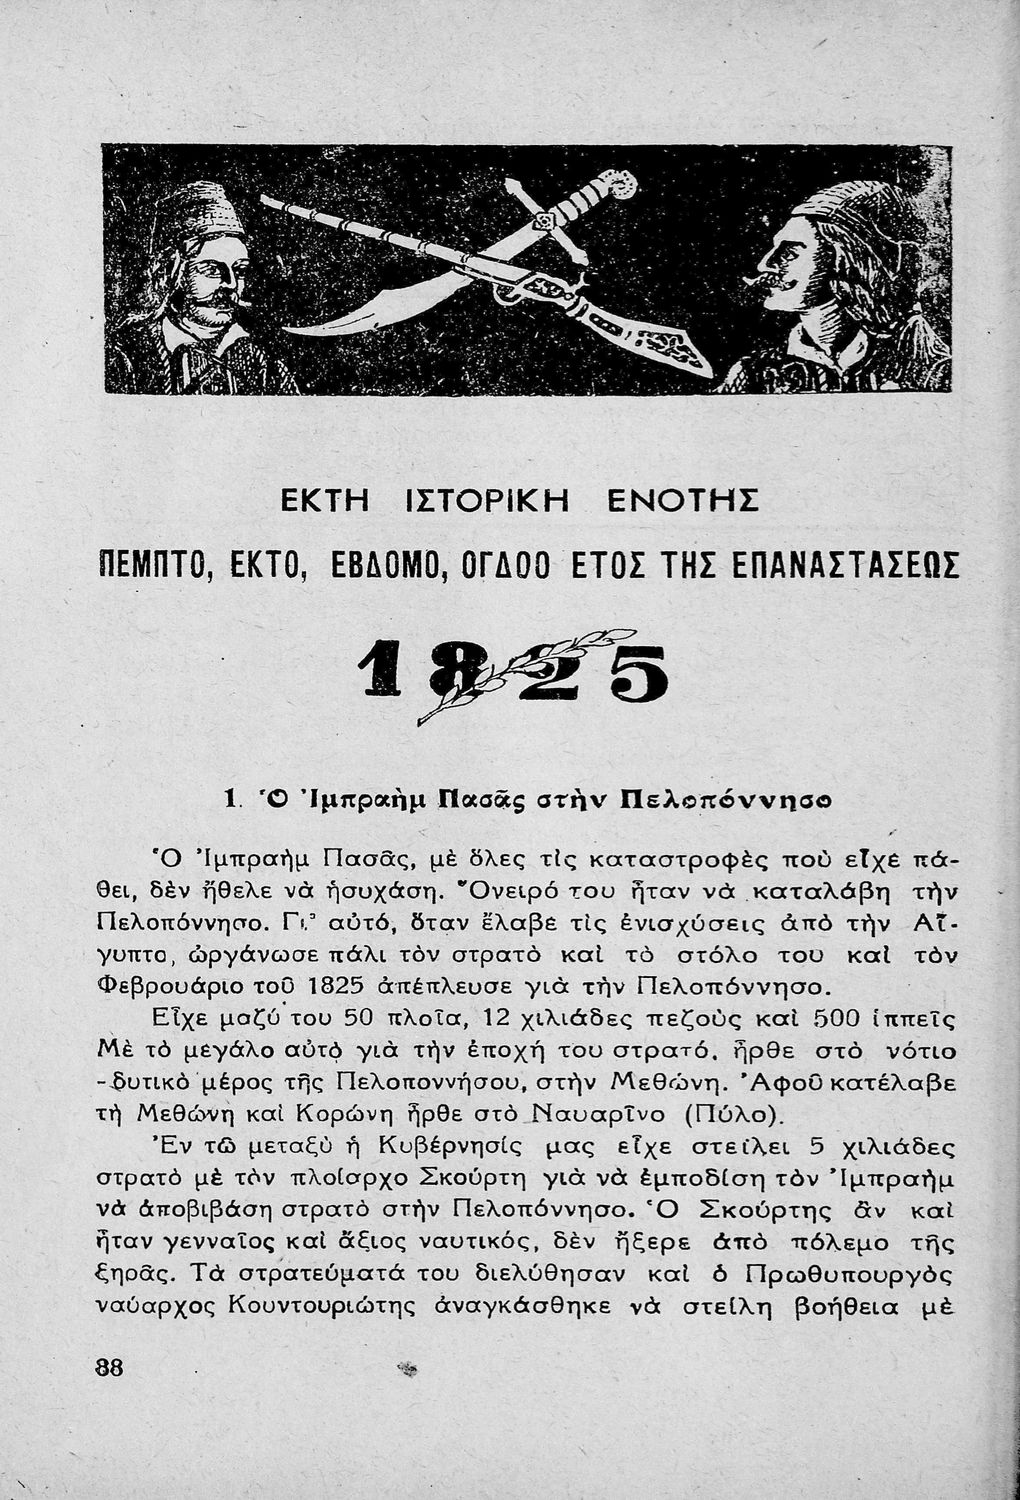 ΕΚΤΗ ΙΣΤΟΡΙΚΗ ΕΝΟΤΗΣ
ΠΕΜΠΤΟ, ΕΚΤΟ, ΕΒΔΟΜΟ, ΟΓΔΟΟ ΕΤΟΣ ΤΗΣ ΕΠΑΝΑΣΤΑΣΕΩΣ
1825
1. Ὁ Ἰμπραὴμ Πασᾶς στὴν Πελοπόννησο
Ὁ Ἰμπραὴμ Πασᾶς, μὲ ὅλες τὶς καταστροφὲς ποὺ εἶχε πά-
θει, δὲν ἤθελε νὰ ἡσυχάση. Ὄνειρό του ἦταν νὰ καταλάβη τὴν
Πελοπόννησο. Γι' αὐτό, ὅταν ἔλαβε τὶς ἐνισχύσεις ἀπὸ τὴν Αἴ-
γυπτο, ὡργάνωσε πάλι τὸν στρατὸ καὶ τὸ στόλο του καὶ τὸν
Φεβρουάριο τοῦ 1825 ἀπέπλευσε γιὰ τὴν Πελοπόννησο.
Εἶχε μαζύ του 50 πλοῖα, 12 χιλιάδες πεζοὺς καὶ 500 ἱππεῖς
Μὲ τὸ μεγάλο αὐτὸ γιὰ τὴν ἐποχή του στρατό, ἦρθε στὸ νότιο
-δυτικὸ μέρος τῆς Πελοποννήσου, στὴν Μεθώνη. Ἀφοῦ κατέλαβε
τὴ Μεθώνη καὶ Κορώνη ἦρθε στὸ Ναυαρῖνο (Πύλο).
Ἐν τῶ μεταξὺ ἡ Κυβέρνησίς μας εἶχε στείλει 5 χιλιάδες
στρατὸ μὲ τὸν πλοίαρχο Σκούρτη γιὰ νὰ ἐμποδίση τὸν Ἰμπραὴμ
νὰ ἀποβιβάση στρατὸ στὴν Πελοπόννησο. Ὁ Σκούρτης ἂν καὶ
ἦταν γενναῖος καὶ ἄξιος ναυτικός, δὲν ἤξερε ἀπὸ πόλεμο τῆς
ξηρᾶς. Τὰ στρατεύματά του διελύθησαν καὶ ὁ Πρωθυπουργὸς
ναύαρχος Κουντουριώτης ἀναγκάσθηκε νὰ στείλη βοήθεια μὲ
88